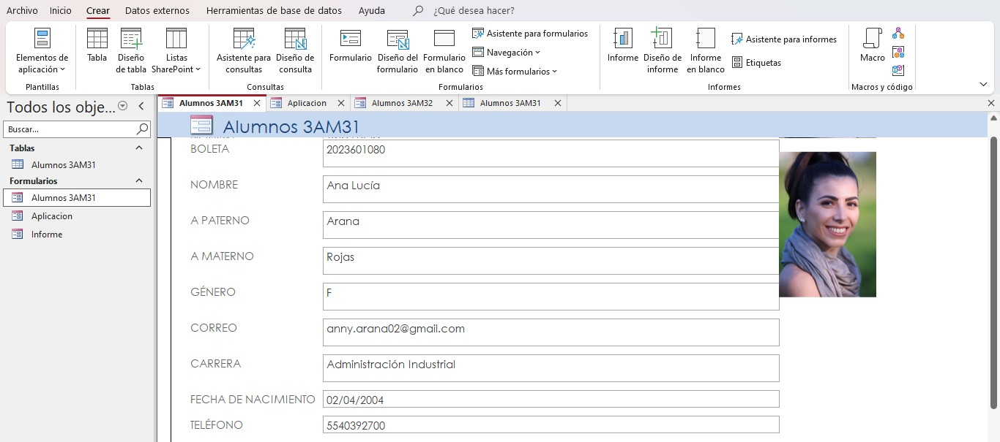 Archivo Inicio Crear Datos externos Herramientas de base de datos Ayuda ¿Qué desea hacer?
Elementos de aplicación
Plantillas
Tabla
Diseño de tabla
Listas SharePoint
Tablas
Asistente para consultas
Diseño de consulta
Consultas
Formulario
Diseño del formulario
Formulario en blanco
Asistente para formularios
Navegación
Más formularios
Formularios
Informe
Diseño de informe
Informe en blanco
Asistente para informes
Etiquetas
Informes
Macro
Macros y código
Todos los obje...
Buscar...
Tablas
Alumnos 3AM31
Formularios
Alumnos 3AM31
Aplicacion
Informe
Alumnos 3AM31 Aplicacion Alumnos 3AM32 Alumnos 3AM31
Alumnos 3AM31
BOLETA 2023601080
NOMBRE Ana Lucía
A PATERNO Arana
A MATERNO Rojas
GÉNERO F
CORREO anny.arana02@gmail.com
CARRERA Administración Industrial
FECHA DE NACIMIENTO 02/04/2004
TELÉFONO 5540392700